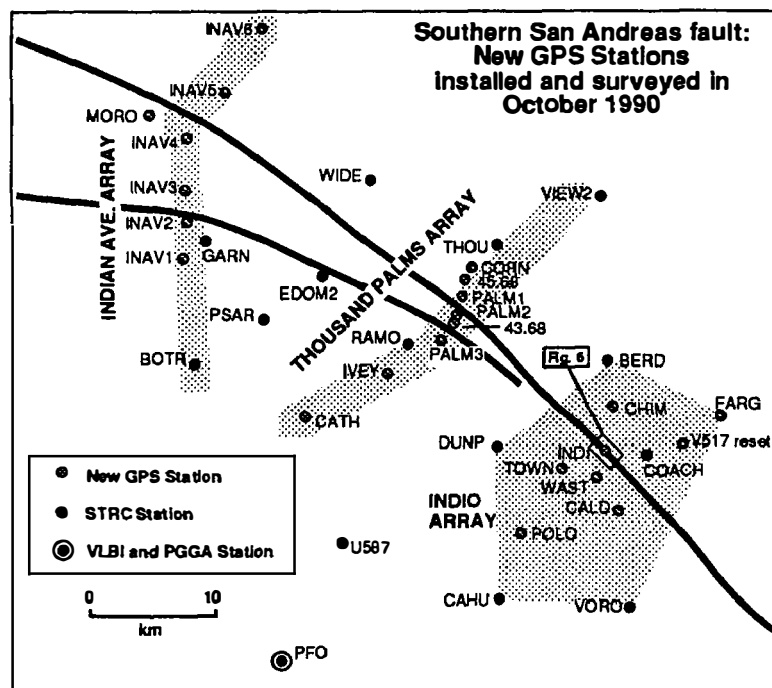 Southern San Andreas fault:
New GPS Stations
installed and surveyed in
October 1990
INAV6
INAV5
MORO
INAV4
INAV3
INAV2
INAV1
GARN
INDIAN AVE. ARRAY
WIDE
VIEW2
THOU
CORN
45.68
PALM1
PALM2
43.68
PALM3
THOUSAND PALMS ARRAY
EDOM2
PSAR
RAMO
BOTR
IVEY
CATH
Rg. 6
BERD
CHIM
FARG
DUNP
INDI
V517 reset
TOWN
COACH
WAST
CALD
INDIO
ARRAY
POLO
New GPS Station
STRC Station
VLBI and PGGA Station
U587
0 10
km
CAHU
VORO
PFO